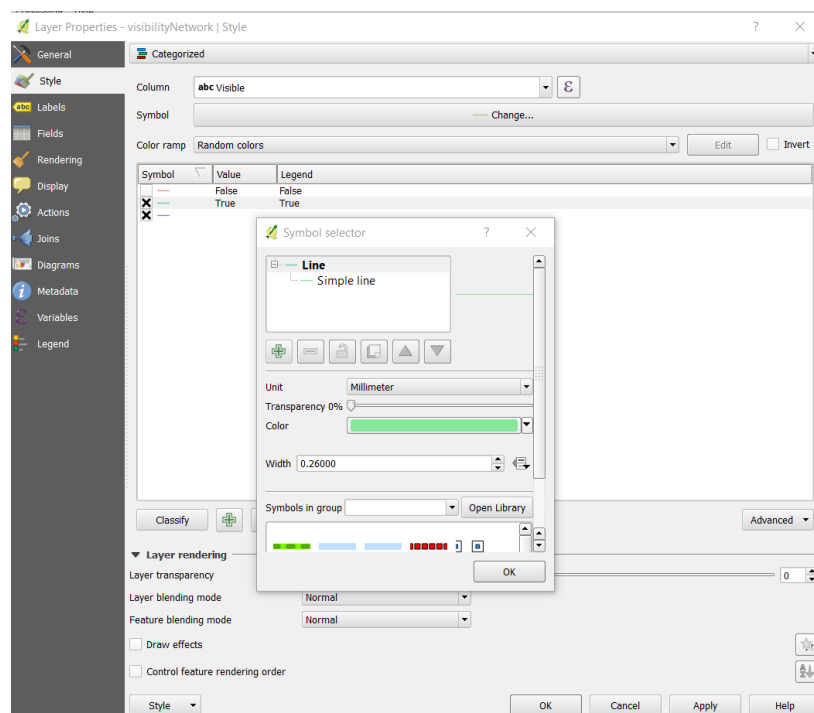 Layer Properties - visibilityNetwork | Style ? ×
General
Style
abc Labels
Fields
Rendering
Display
Actions
Joins
Diagrams
Metadata
Variables
Legend
Categorized
Column abc Visible ε
Symbol Change...
Color ramp Random colors Edit Invert
Symbol Value Legend
False False
True True
Symbol selector ? ×
Line
Simple line
Unit Millimeter
Transparency 0%
Color
Width 0.26000
Symbols in group Open Library
OK
Classify Advanced
Layer rendering
Layer transparency 0
Layer blending mode Normal
Feature blending mode Normal
Draw effects
Control feature rendering order
Style OK Cancel Apply Help